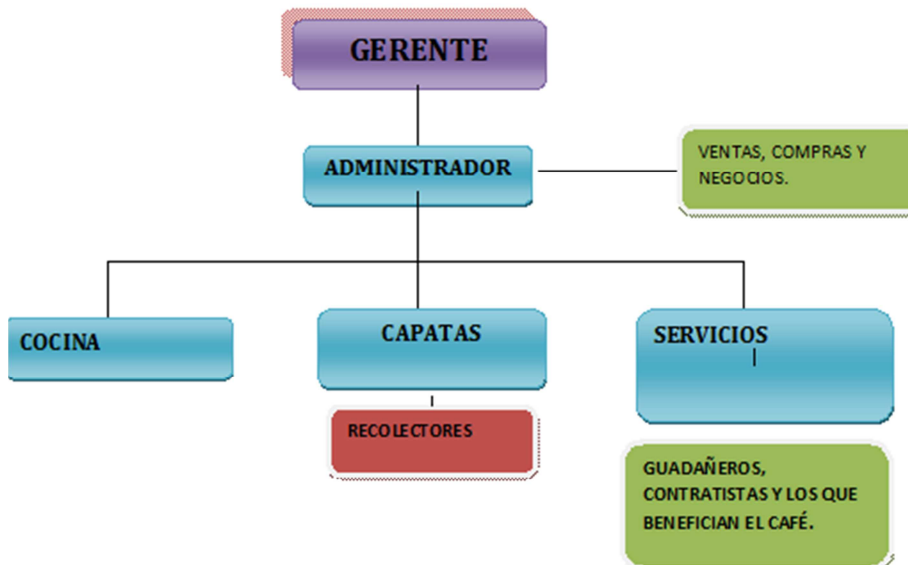 GERENTE
ADMINISTRADOR
VENTAS, COMPRAS Y
NEGOCIOS.
COCINA
CAPATAS
SERVICIOS
RECOLECTORES
GUADAÑEROS,
CONTRATISTAS Y LOS QUE
BENEFICIAN EL CAFÉ.